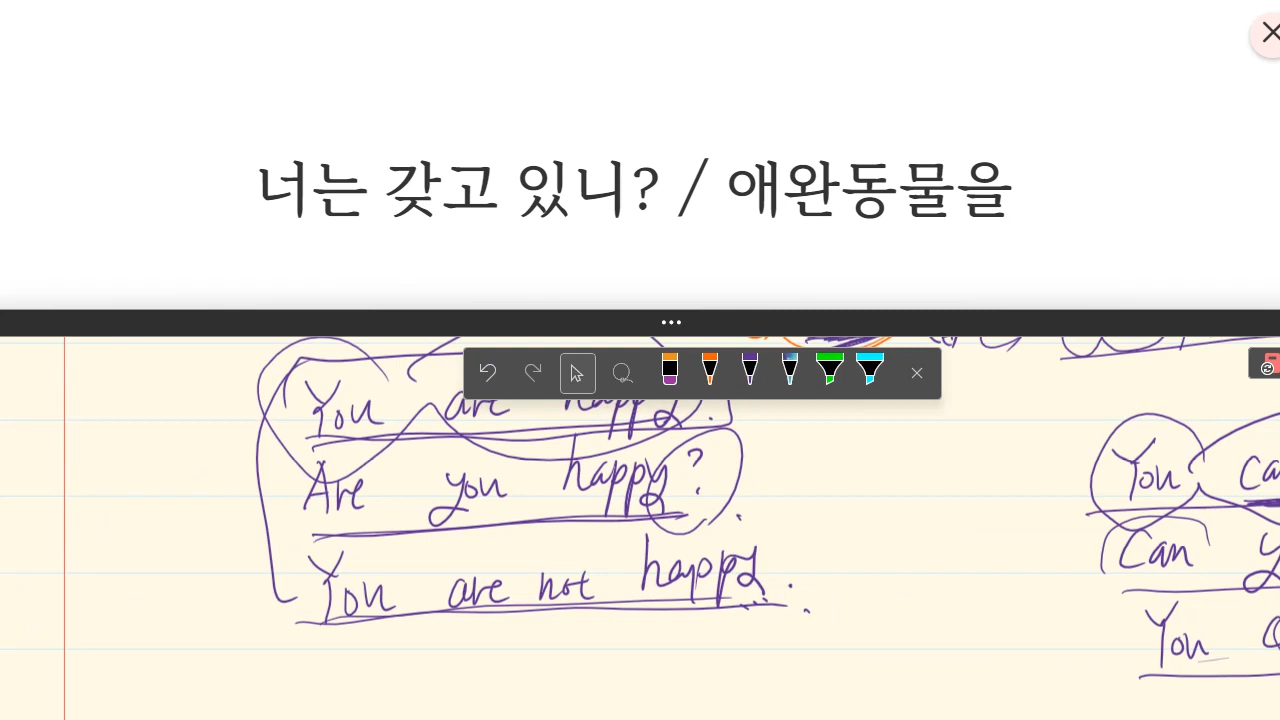 너는 갖고 있니? / 애완동물을
You are happy.
Are you happy?
You are not happy.
You
Can
You